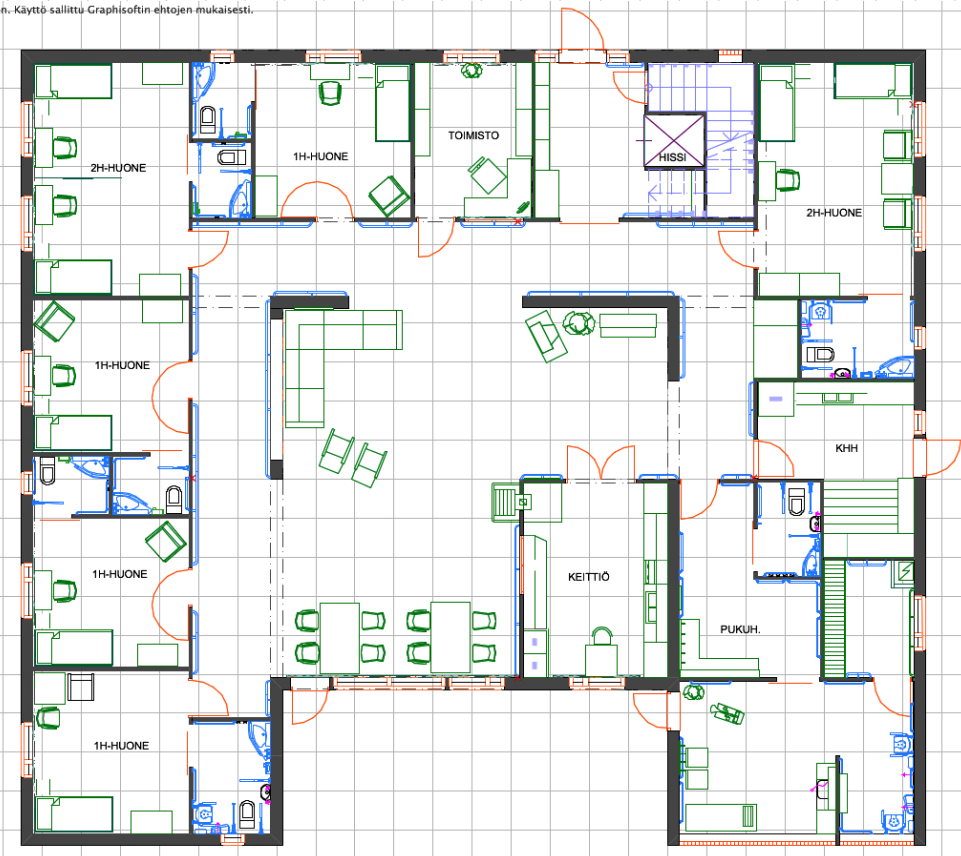 n. Käyttö sallittu Graphisoftin ehtojen mukaisesti.
TOIMISTO
1H-HUONE
HISSI
2H-HUONE
2H-HUONE
1H-HUONE
KHH
1H-HUONE
KEITTIÖ
PUKUH.
1H-HUONE